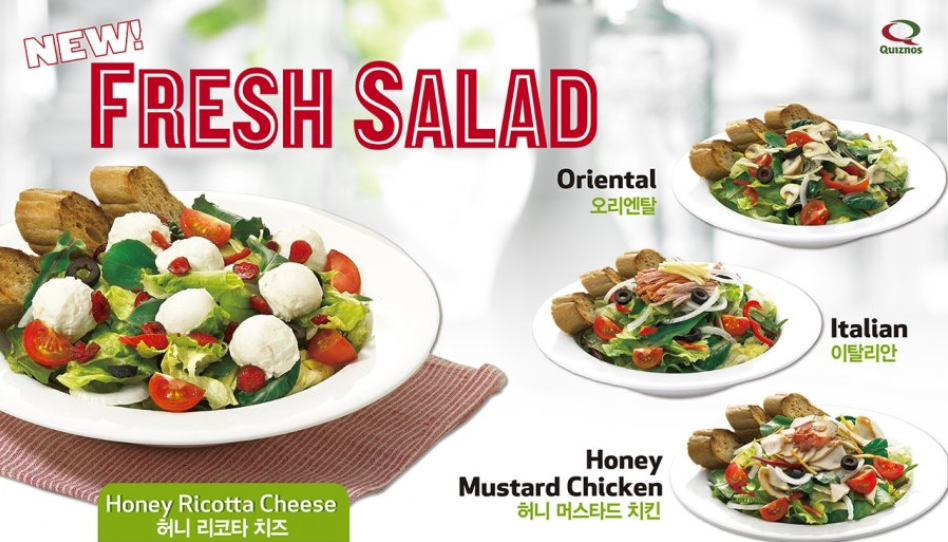 NEW!
FRESH SALAD
QUIZNOS
Oriental
오리엔탈
Italian
이탈리안
Honey
Mustard Chicken
허니 머스타드 치킨
Honey Ricotta Cheese
허니 리코타 치즈